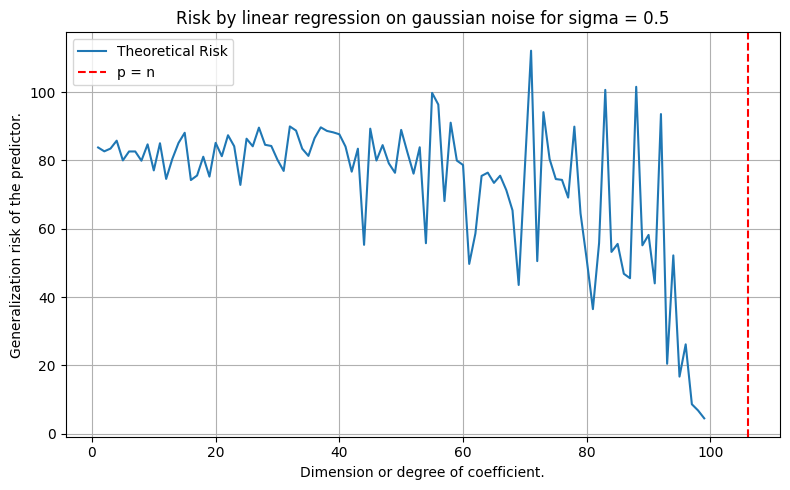 Risk by linear regression on gaussian noise for sigma = 0.5
Theoretical Risk
p = n
Generalization risk of the predictor.
100
80
60
40
20
0
0 20 40 60 80 100
Dimension or degree of coefficient.